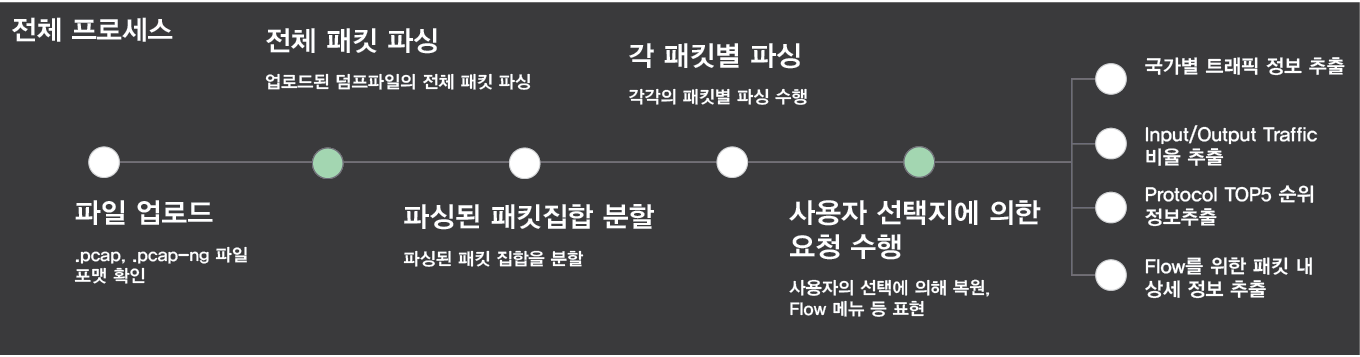 전체 프로세스
전체 패킷 파싱
업로드된 덤프파일의 전체 패킷 파싱
각 패킷별 파싱
각각의 패킷별 파싱 수행
파일 업로드
.pcap, .pcap-ng 파일
포맷 확인
파싱된 패킷집합 분할
파싱된 패킷 집합을 분할
사용자 선택지에 의한
요청 수행
사용자의 선택에 의해 복원,
Flow 메뉴 등 표현
국가별 트래픽 정보 추출
Input/Output Traffic
비율 추출
Protocol TOP5 순위
정보추출
Flow를 위한 패킷 내
상세 정보 추출